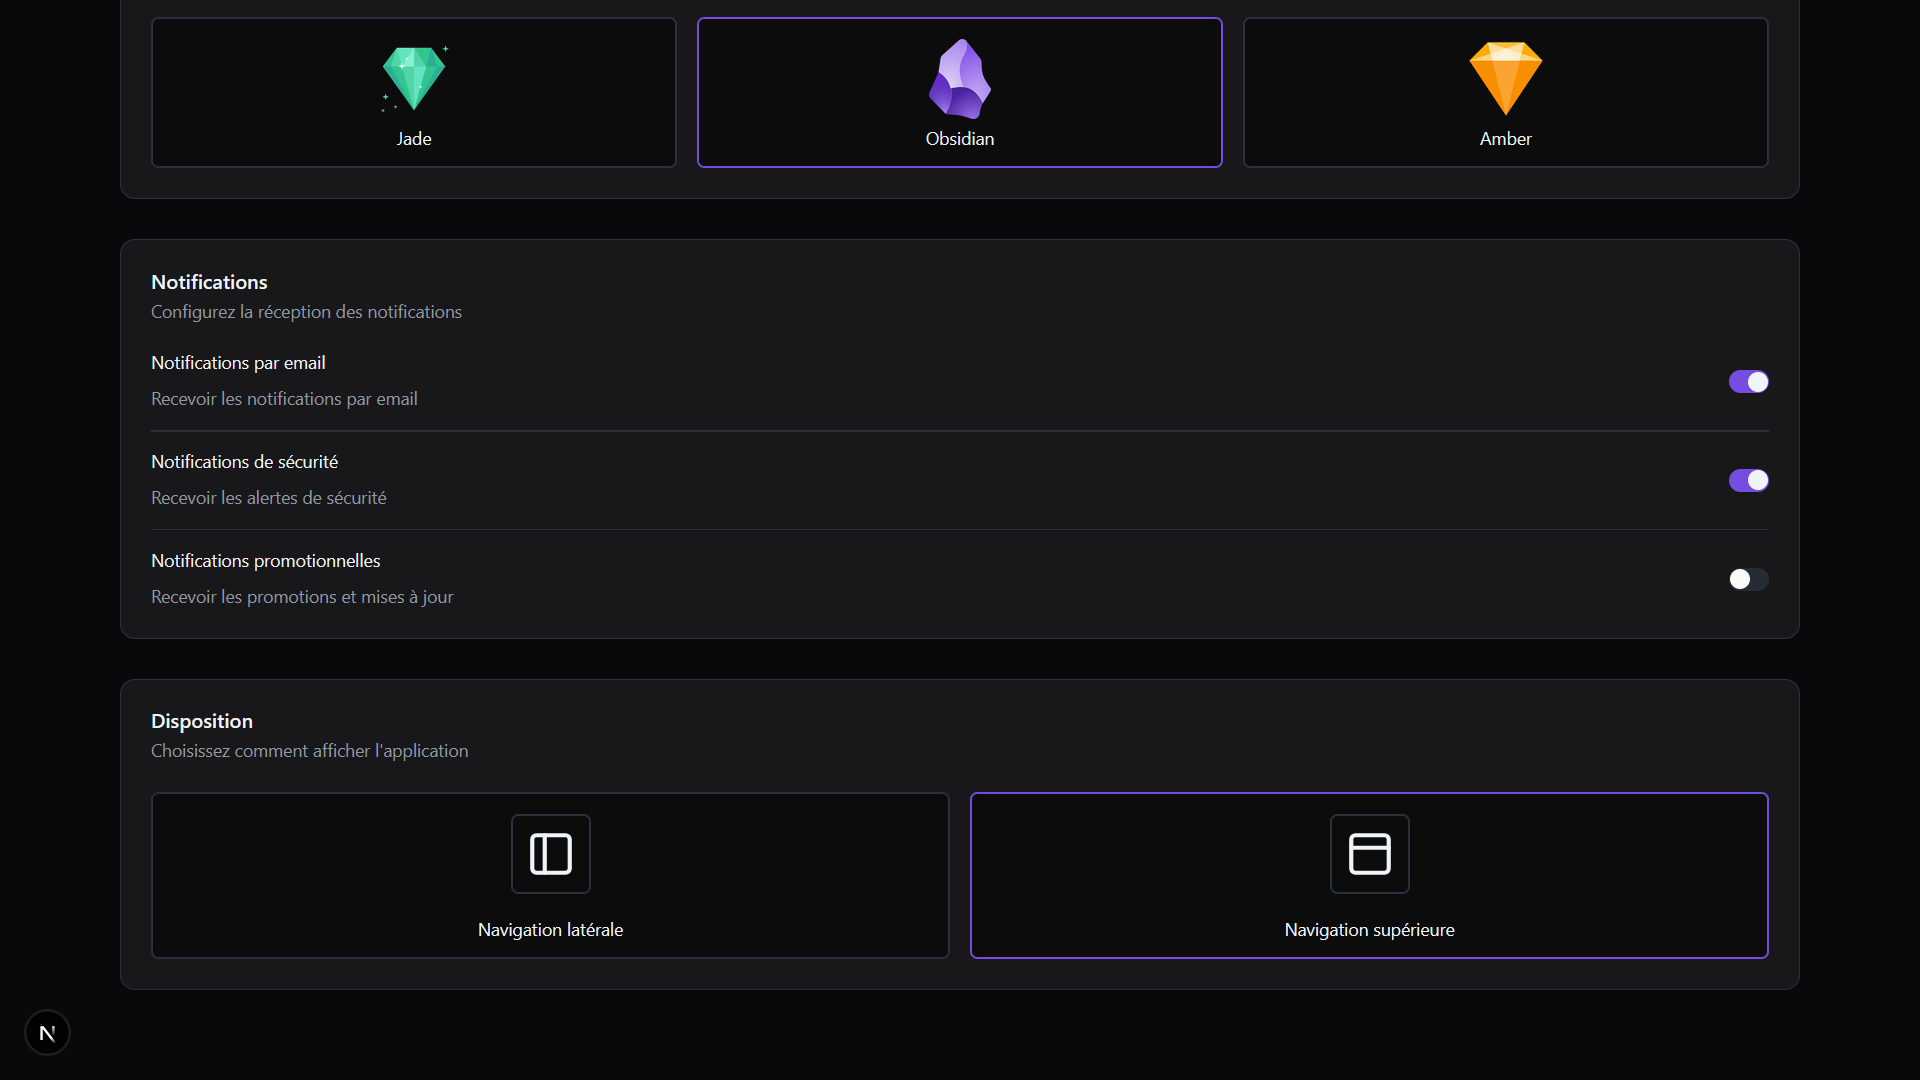 Jade
Obsidian
Amber
Notifications
Configurez la réception des notifications
Notifications par email
Recevoir les notifications par email
Notifications de sécurité
Recevoir les alertes de sécurité
Notifications promotionnelles
Recevoir les promotions et mises à jour
Disposition
Choisissez comment afficher l'application
Navigation latérale
Navigation supérieure
N